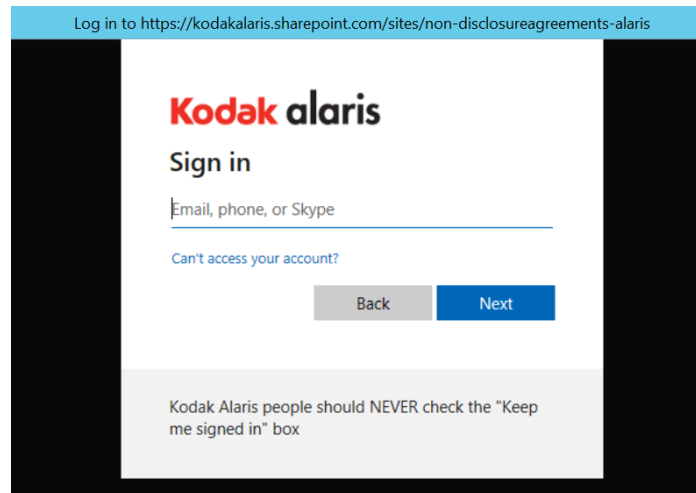 Log in to https://kodakalaris.sharepoint.com/sites/non-disclosureagreements-alaris
Kodak alaris
Sign in
Email, phone, or Skype
Can't access your account?
Back Next
Kodak Alaris people should NEVER check the "Keep
me signed in" box